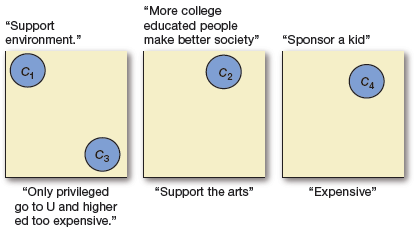 “Support
environment.”
“More college
educated people
make better society”
“Sponsor a kid”
C1
C2
C4
C3
“Only privileged
go to U and higher
ed too expensive.”
“Support the arts”
“Expensive”